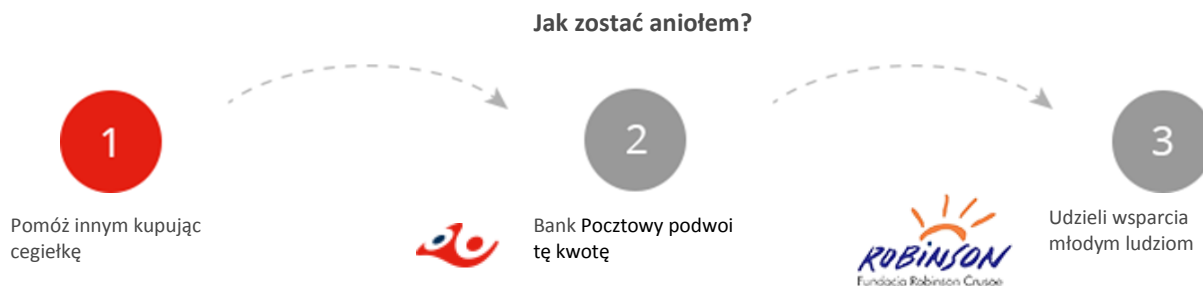 Jak zostać aniołem?
1
2
3
Pomóż innym kupując
cegiełkę
Bank Pocztowy podwoi
tę kwotę
ROBINSON
Fundacja Robinson Crusoe
Udzieli wsparcia
młodym ludziom